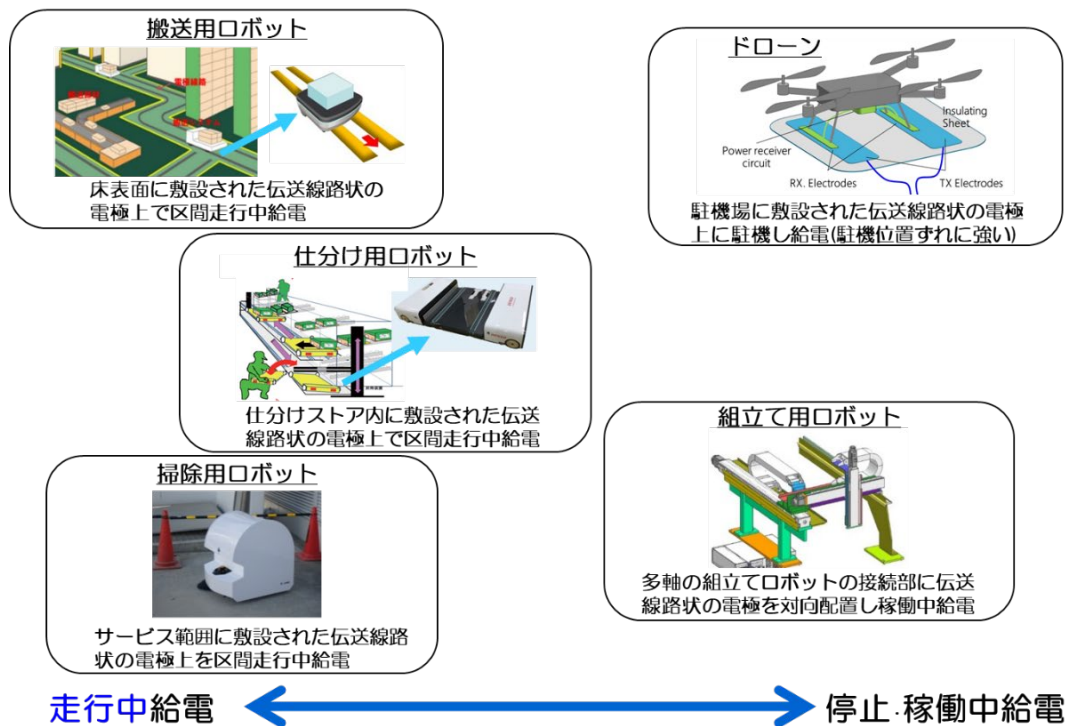 搬送用ロボット
床表面に敷設された伝送線路状の
電極上で区間走行中給電
ドローン
Insulating
Sheet
Power receiver
circuit
RX. Electrodes
TX Electrodes
駐機場に敷設された伝送線路状の電極
上に駐機し給電(駐機位置ずれに強い)
仕分け用ロボット
仕分けストア内に敷設された伝送
線路状の電極上で区間走行中給電
組立て用ロボット
多軸の組立てロボットの接続部に伝送
線路状の電極を対向配置し稼働中給電
掃除用ロボット
サービス範囲に敷設された伝送線路
状の電極上を区間走行中給電
走行中給電
停止·稼働中給電